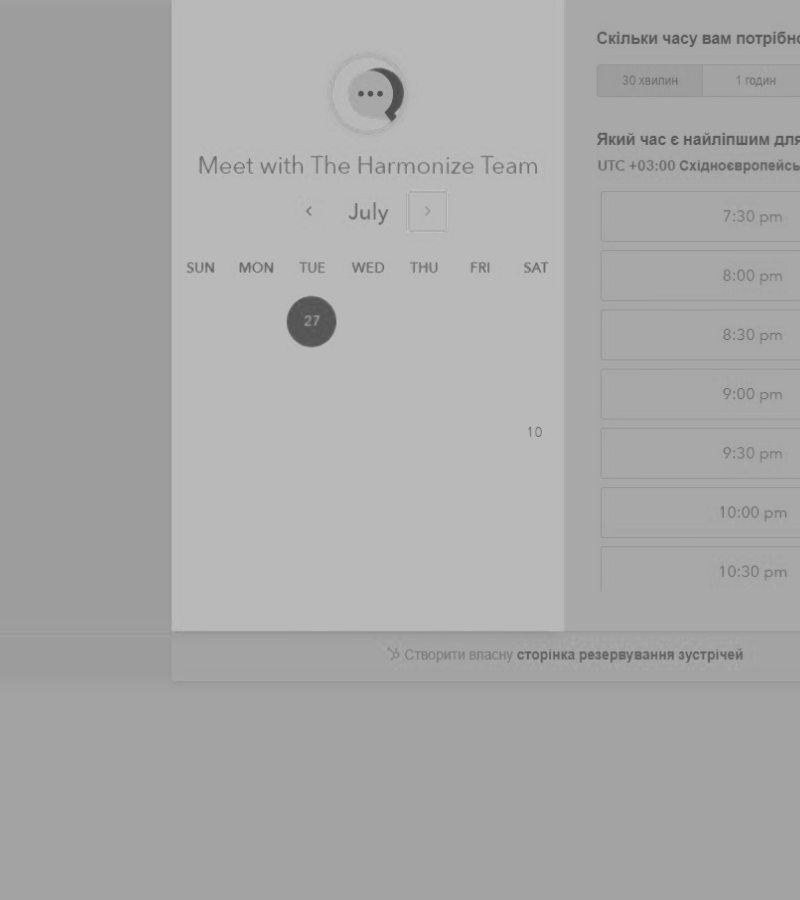 Meet with The Harmonize Team
July
SUN MON TUE WED THU FRI SAT
27
10
Скільки часу вам потрібно
30 хвилин 1 годин
Який час є найліпшим для
UTC +03:00 Східноєвропейсь
7:30 pm
8:00 pm
8:30 pm
9:00 pm
9:30 pm
10:00 pm
10:30 pm
Створити власну сторінка резервування зустрічей